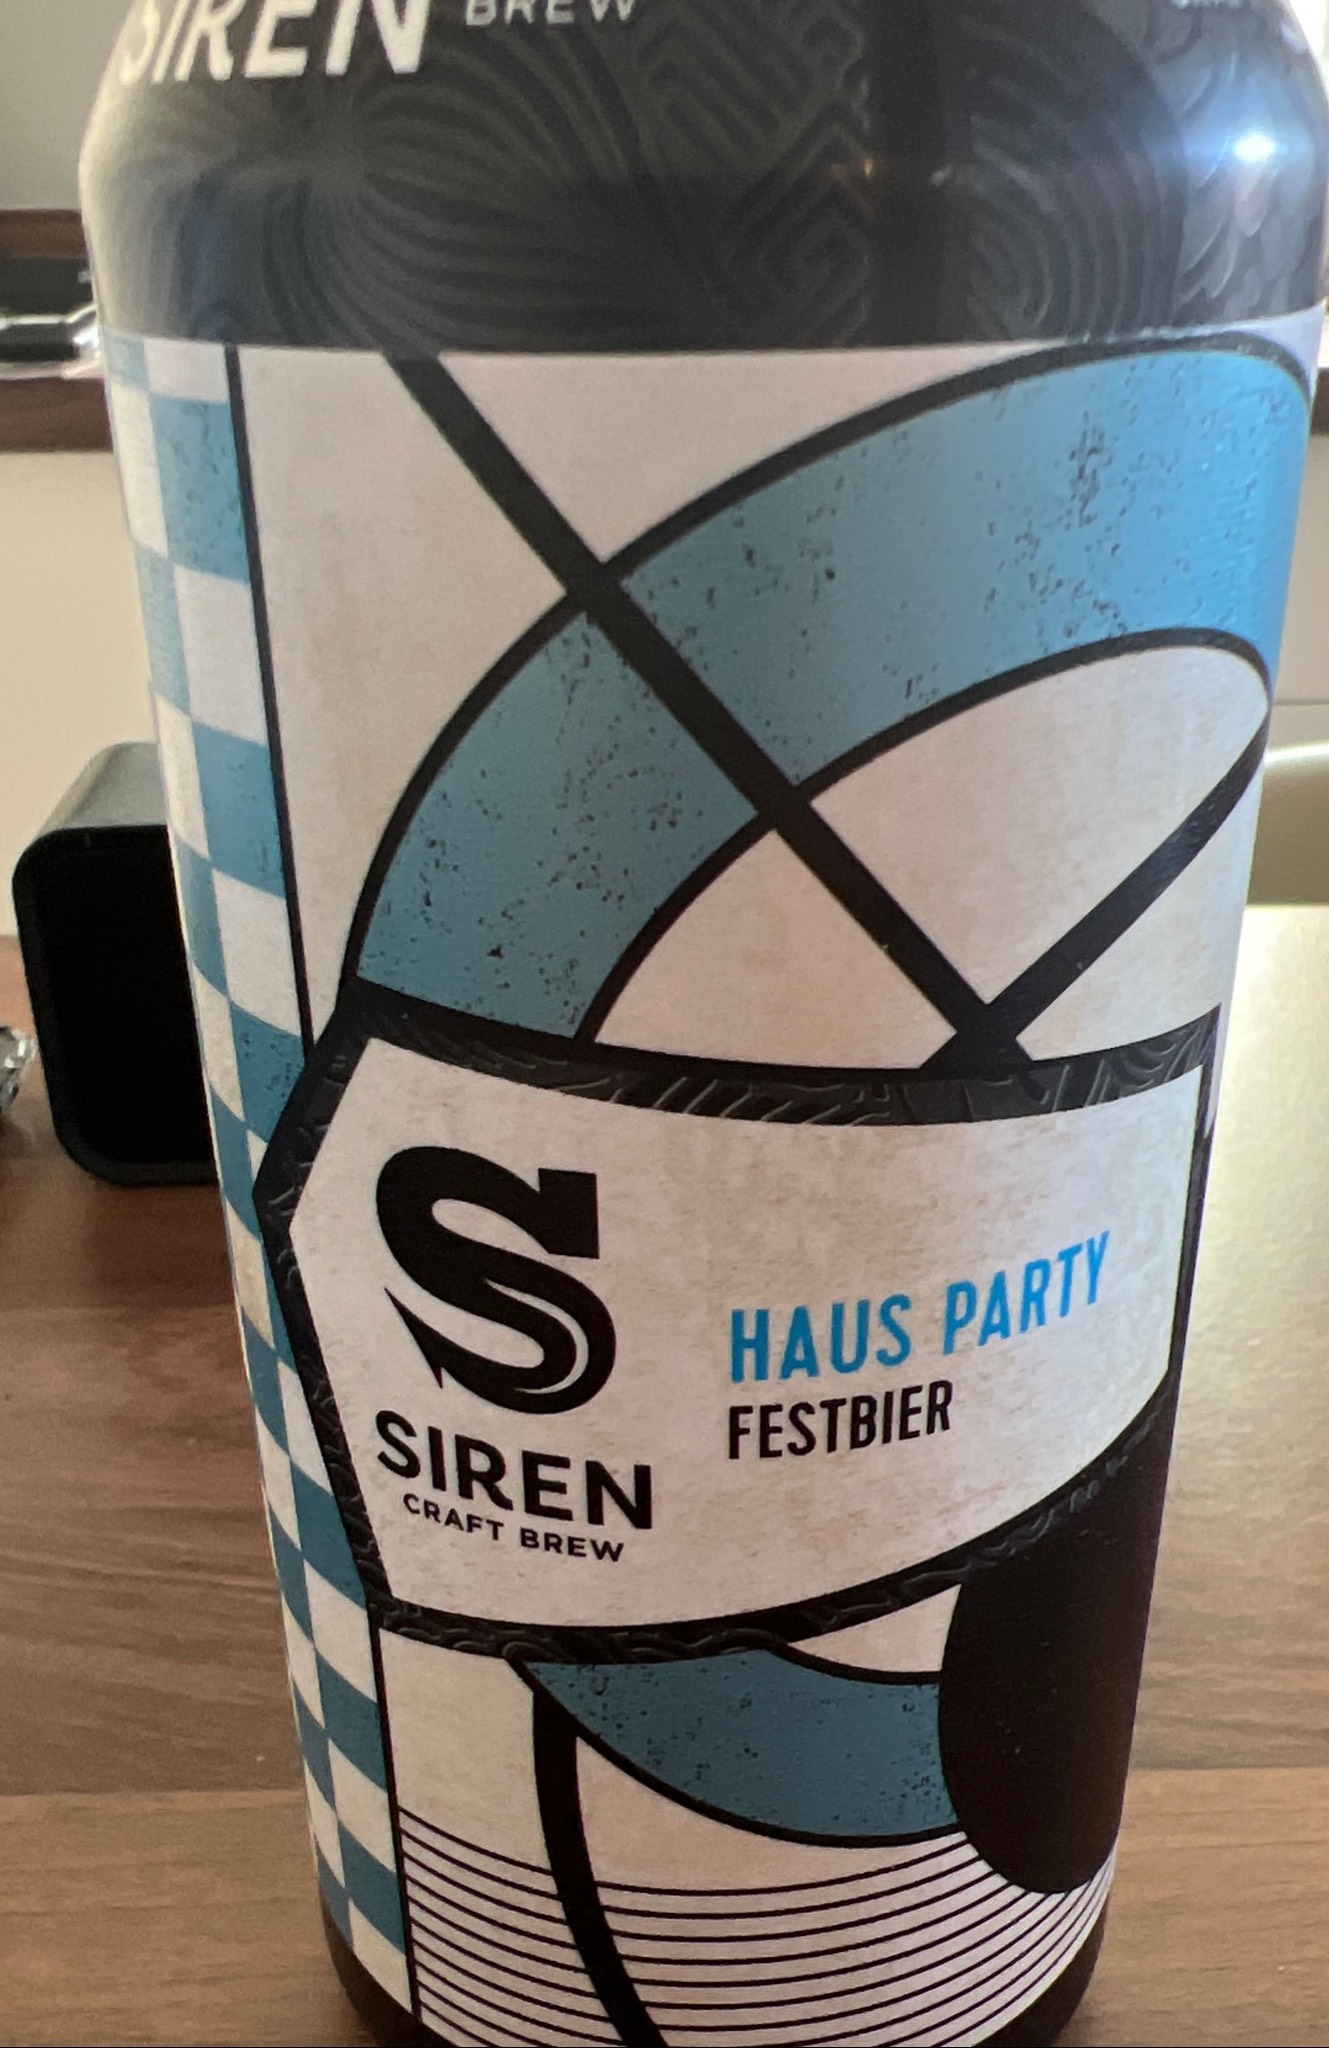 SIREN
BREW
HAUS PARTY
FESTBIER
SIREN
CRAFT BREW